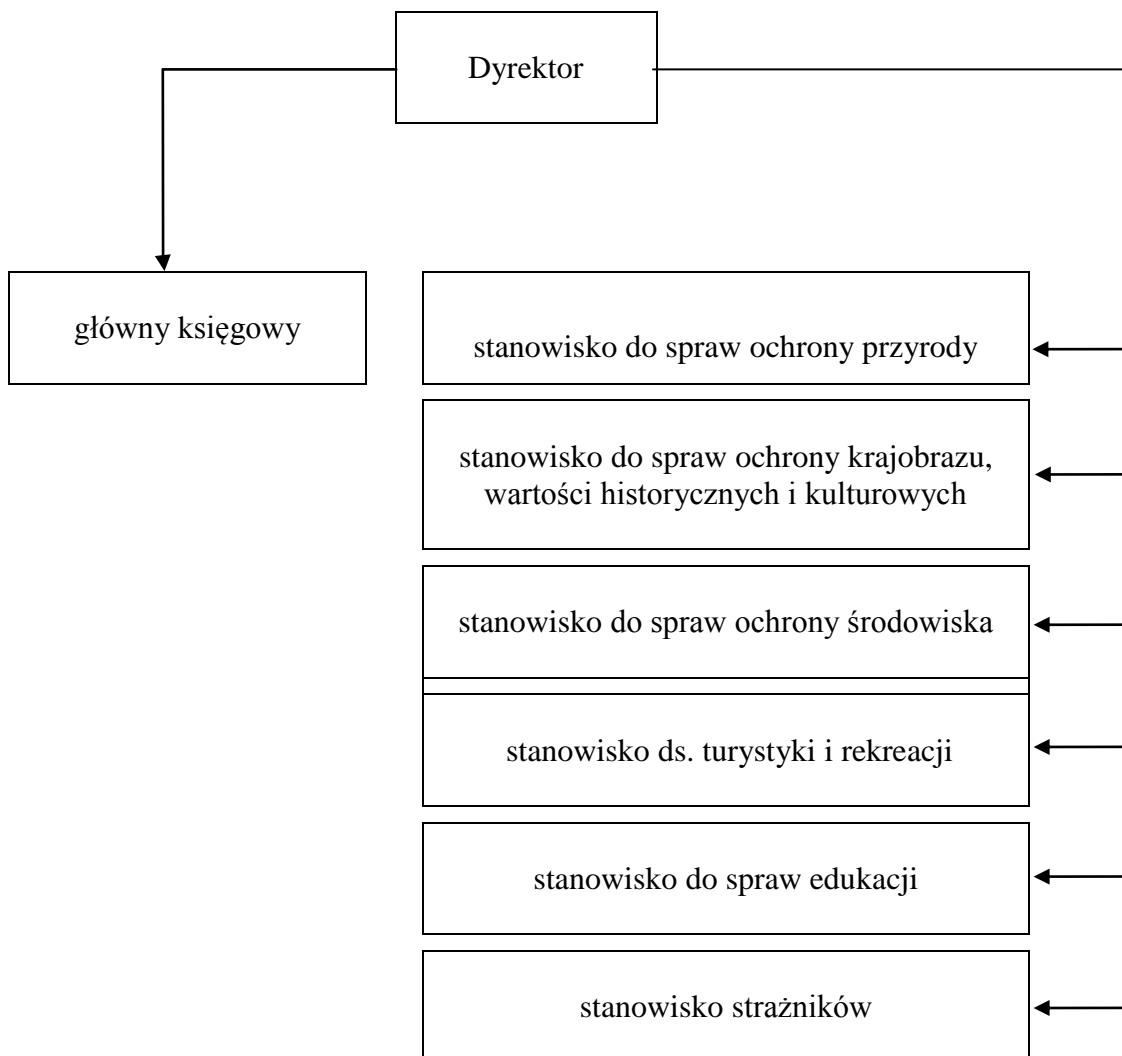 Dyrektor
główny księgowy
stanowisko do spraw ochrony przyrody
stanowisko do spraw ochrony krajobrazu,
wartości historycznych i kulturowych
stanowisko do spraw ochrony środowiska
stanowisko ds. turystyki i rekreacji
stanowisko do spraw edukacji
stanowisko strażników